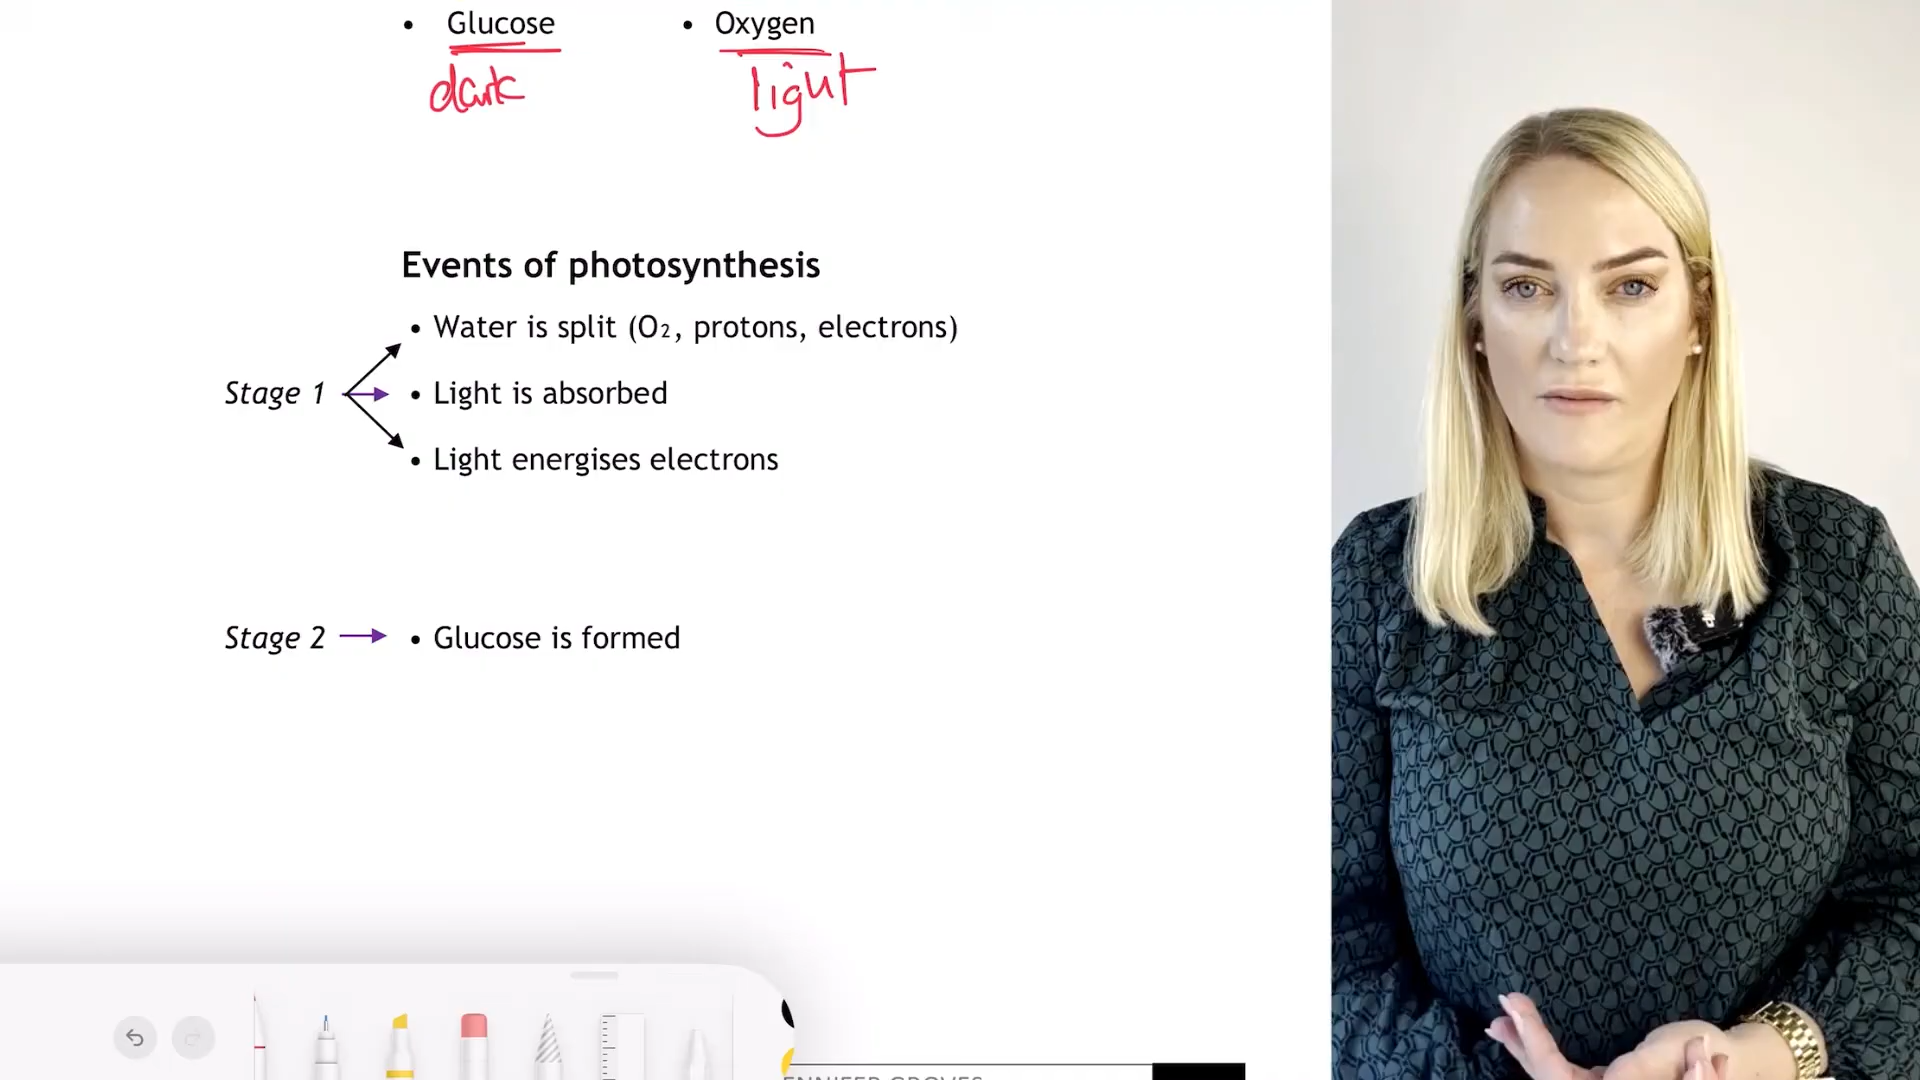 • Glucose • Oxygen
dark light
Events of photosynthesis
• Water is split (O₂, protons, electrons)
Stage 1 • Light is absorbed
• Light energises electrons
Stage 2 • Glucose is formed